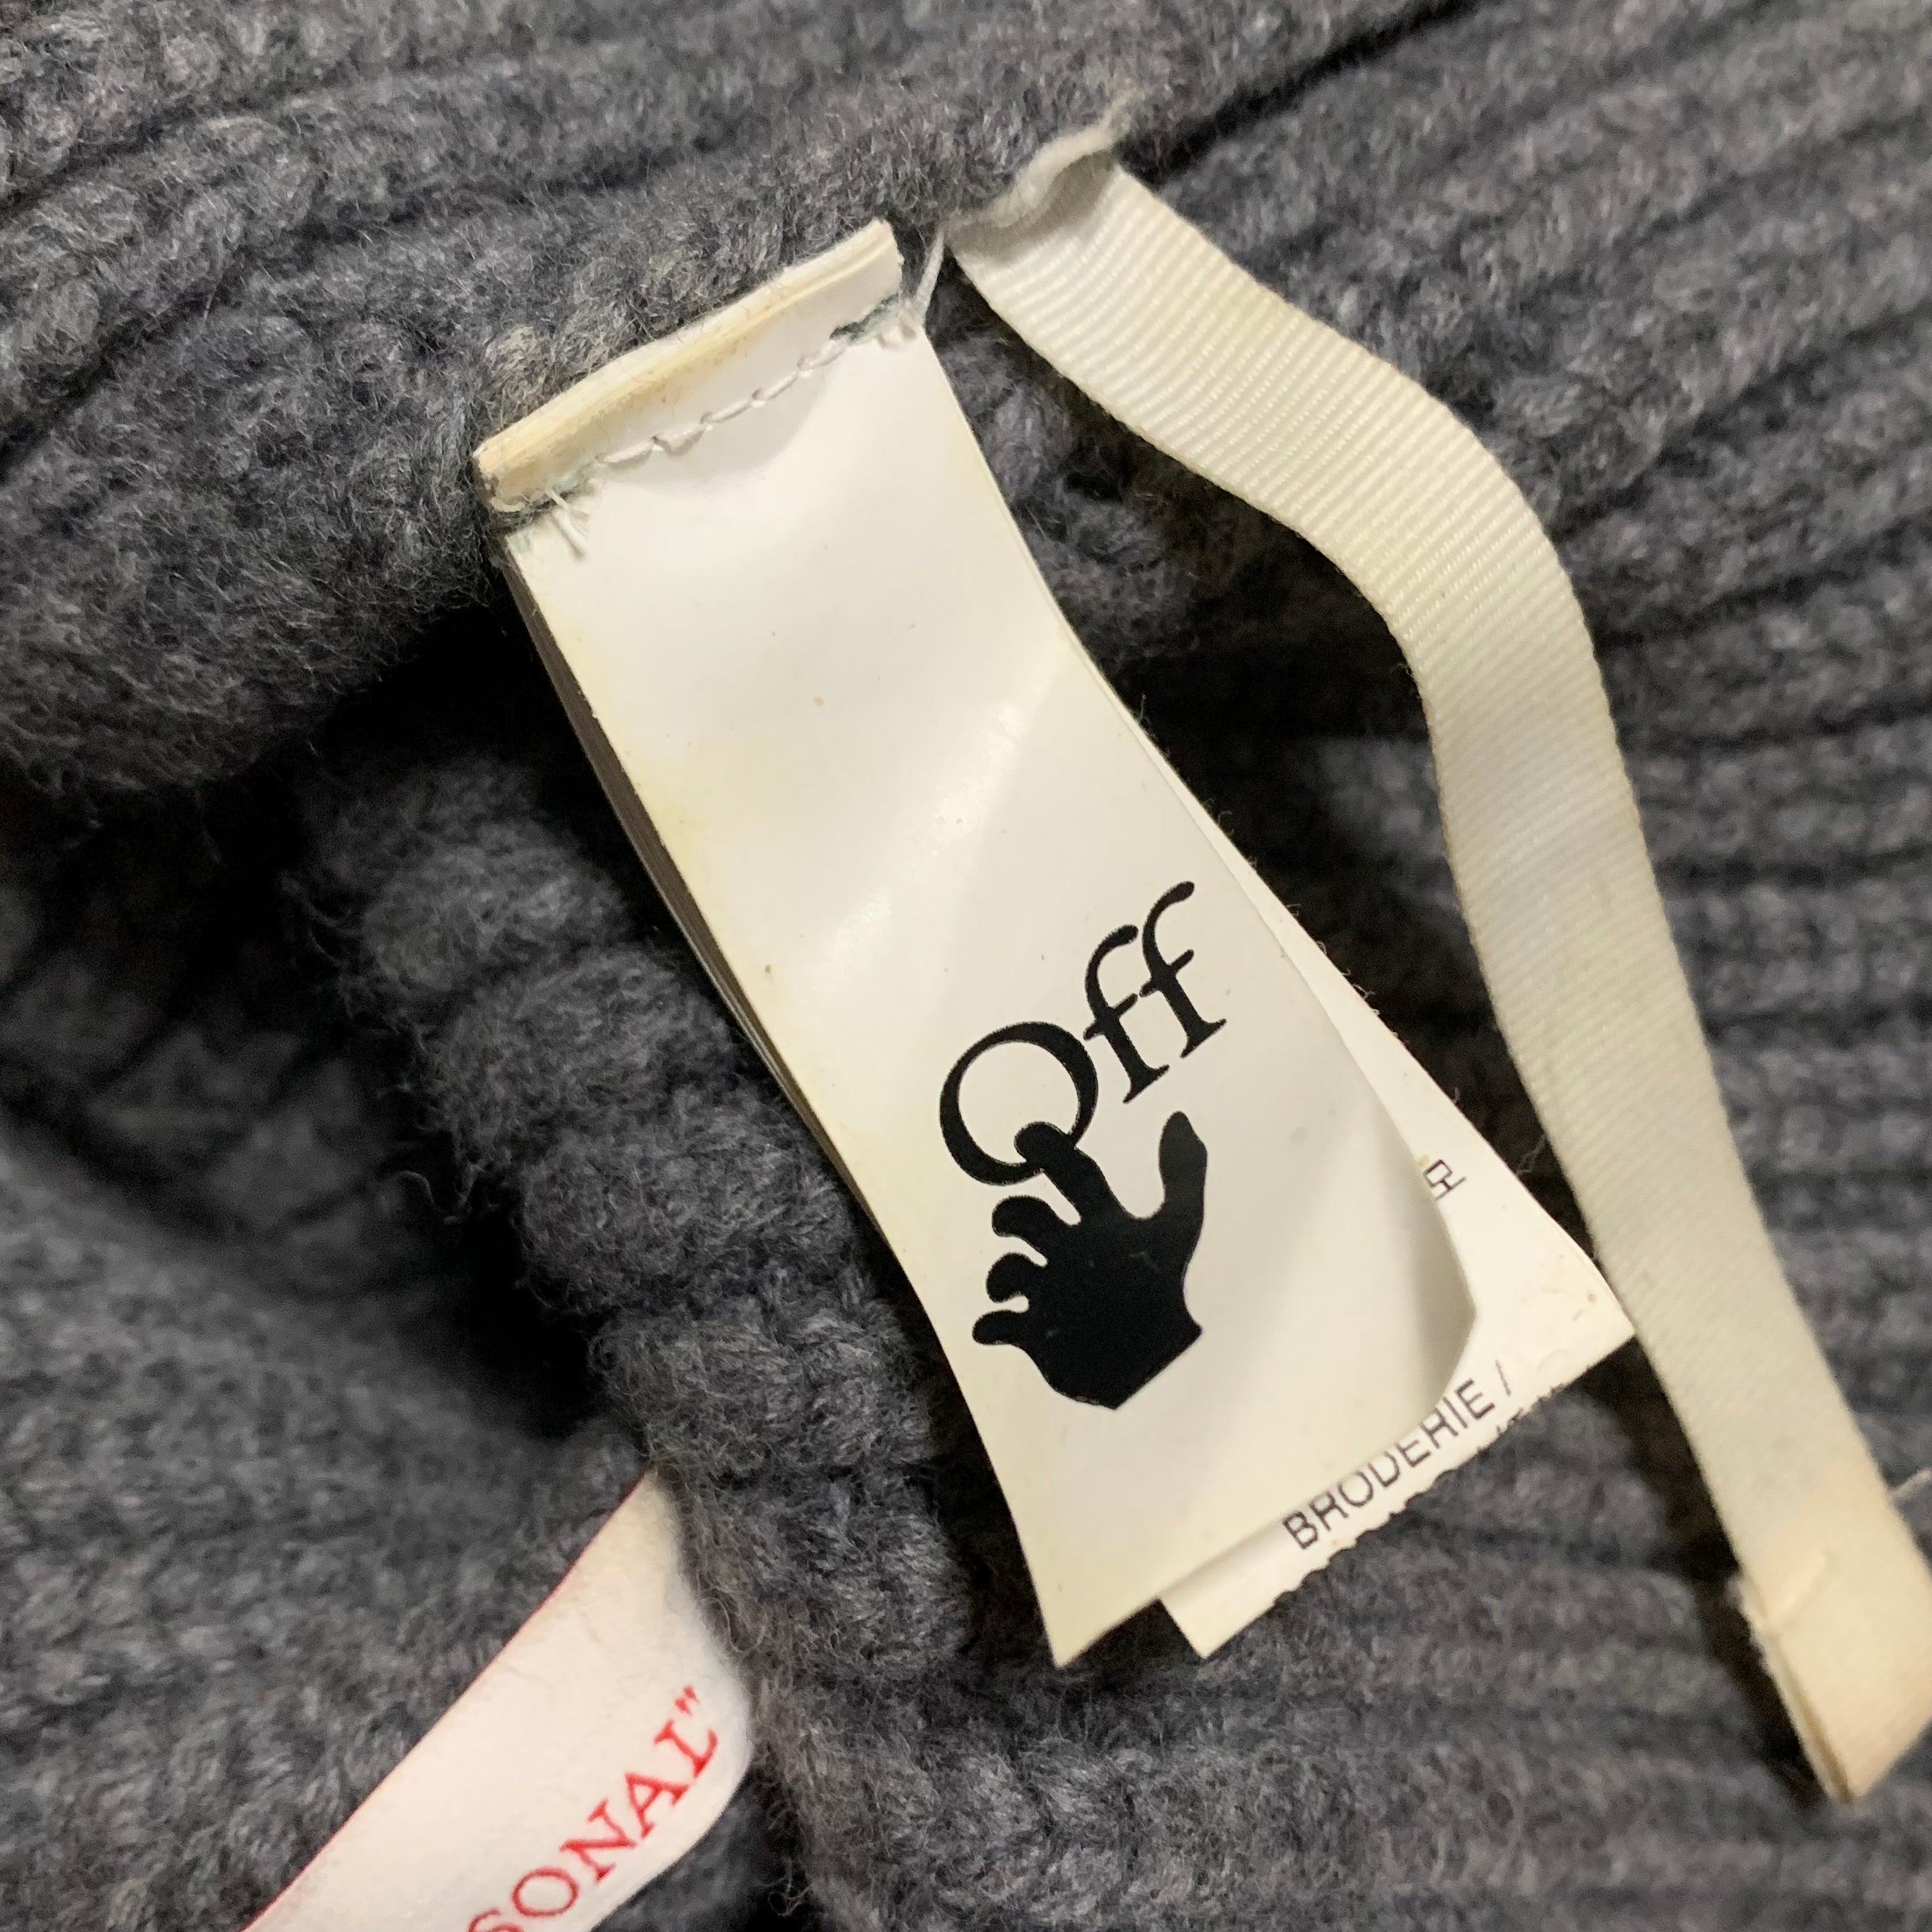 Off
BRODERIE /
SONAL"